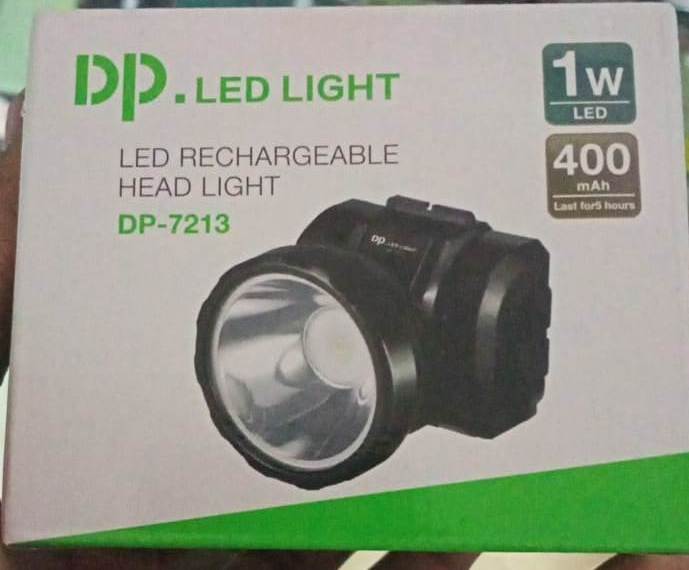 DP. LED LIGHT
LED RECHARGEABLE
HEAD LIGHT
DP-7213
1W
LED
400
mAh
Last for5 hours
DP. LED LIGHT